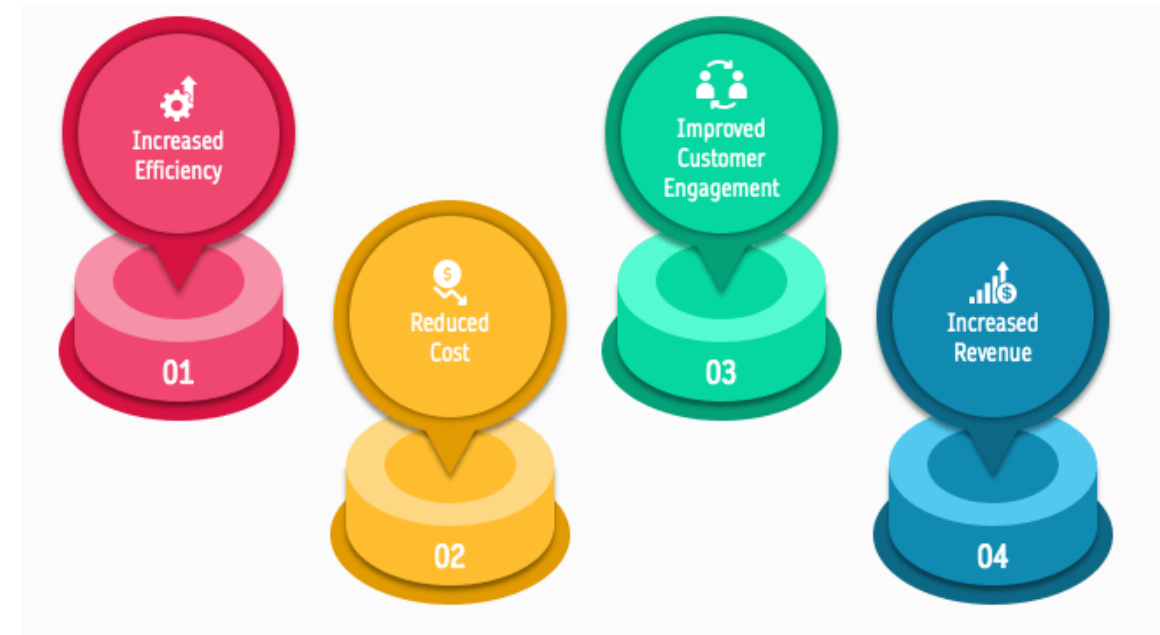 Increased
Efficiency
01
Reduced
Cost
02
Improved
Customer
Engagement
03
Increased
Revenue
04